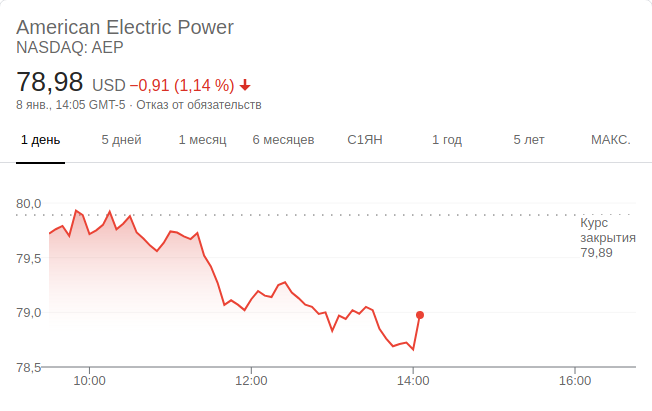 American Electric Power
NASDAQ: AEP
78,98 USD −0,91 (1,14 %)
8 янв., 14:05 GMT-5 · Отказ от обязательств
1 день 5 дней 1 месяц 6 месяцев С1ЯН 1 год 5 лет МАКС.
80,0
Курс
закрытия
79,89
79,5
79,0
78,5
10:00 12:00 14:00 16:00